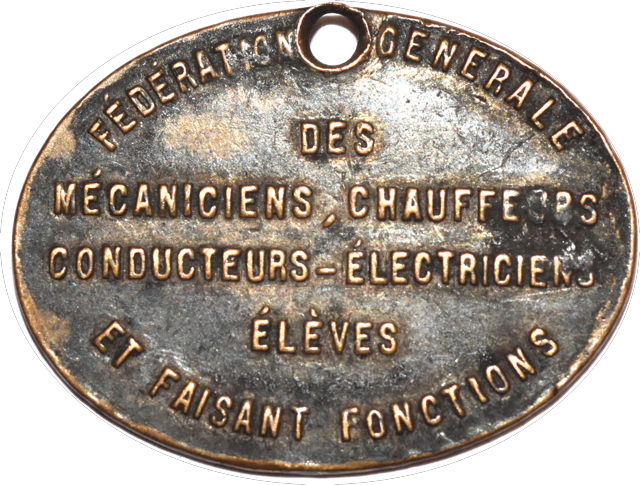 FÉDÉRATION GENERALE
DES
MÉCANICIENS, CHAUFFEURS
CONDUCTEURS-ÉLECTRICIENS
ÉLÈVES
ET FAISANT FONCTIONS